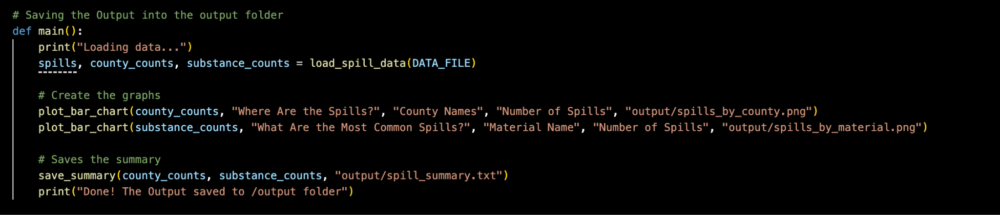 # Saving the Output into the output folder
def main():
    print("Loading data...")
    spills, county_counts, substance_counts = load_spill_data(DATA_FILE)
    # Create the graphs
    plot_bar_chart(county_counts, "Where Are the Spills?", "County Names", "Number of Spills", "output/spills_by_county.png")
    plot_bar_chart(substance_counts, "What Are the Most Common Spills?", "Material Name", "Number of Spills", "output/spills_by_material.png")
    # Saves the summary
    save_summary(county_counts, substance_counts, "output/spill_summary.txt")
    print("Done! The Output saved to /output folder")